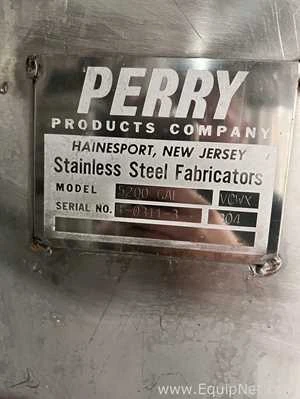 PERRY
PRODUCTS COMPANY
HAINESPORT, NEW JERSEY
Stainless Steel Fabricators
MODEL 5200 GAL VCWX
SERIAL NO. 304
© www.EquipNet.com